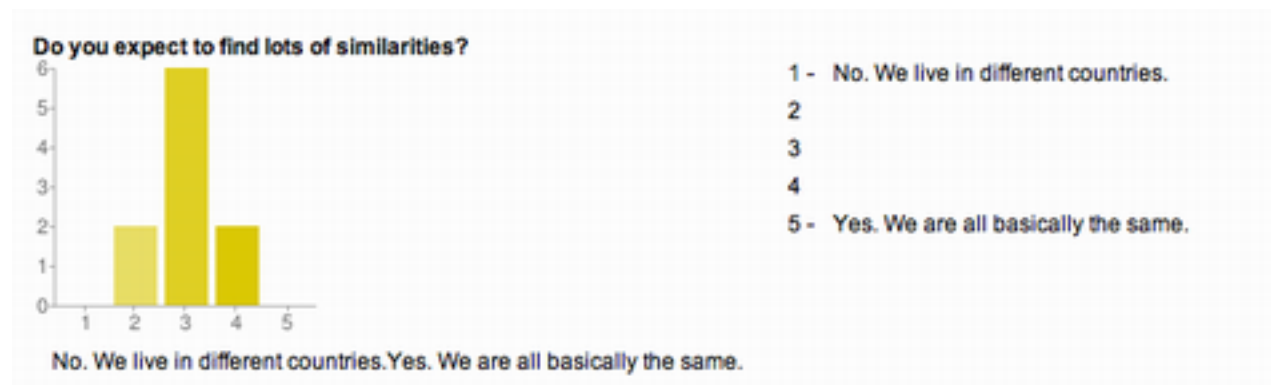 Do you expect to find lots of similarities?
6
5
4
3
2
1
0
1 2 3 4 5
No. We live in different countries.Yes. We are all basically the same.
1 - No. We live in different countries.
2
3
4
5 - Yes. We are all basically the same.